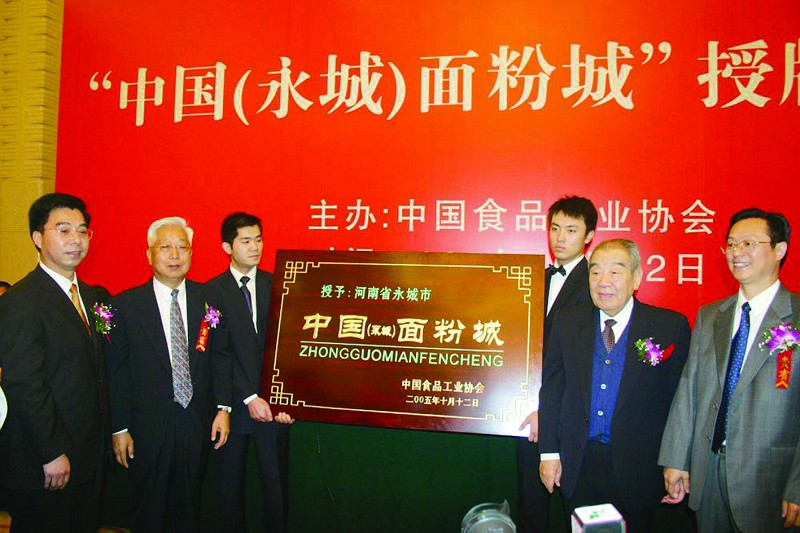 “中国(永城)面粉城”授牌
主办:中国食品工业协会
2日
授予:河南省永城市
中国(永城)面粉城
ZHONGGUOMIANFENCHENG
中国食品工业协会
二00五年十月十二日